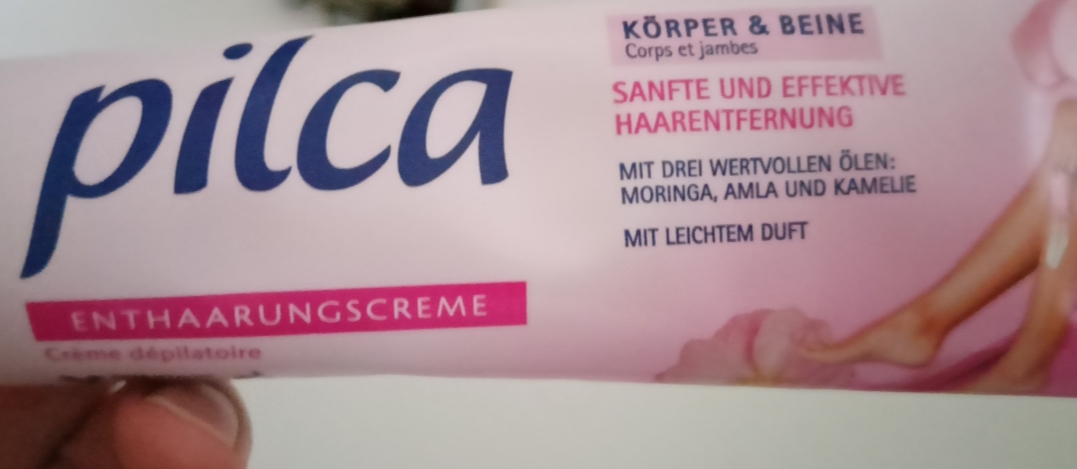 pilca
ENTHAARUNGSCREME
Crème dépilatoire
KÖRPER & BEINE
Corps et jambes
SANFTE UND EFFEKTIVE
HAARENTFERNUNG
MIT DREI WERTVOLLEN ÖLEN:
MORINGA, AMLA UND KAMELIE
MIT LEICHTEM DUFT